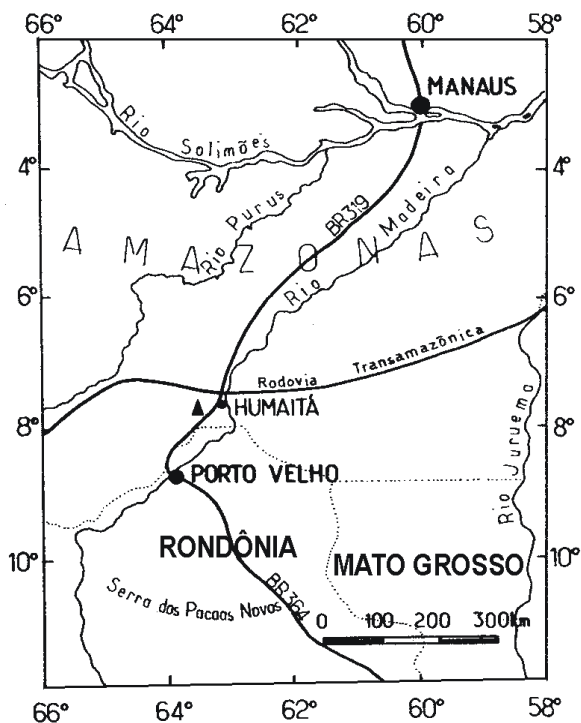 66° 64° 62° 60° 58°
MANAUS
Rio
Solimões
4° 4°
Rio Purus
BR319
Rio Madeira
AMAZONAS
6° 6°
Rodovia Transamazônica
HUMAITÁ
8° 8°
PORTO VELHO
Rio Juruema
RONDÔNIA
MATO GROSSO
10° 10°
Serra dos Pacaas Novos
BR364
0 100 200 300km
66° 64° 62° 60° 58°